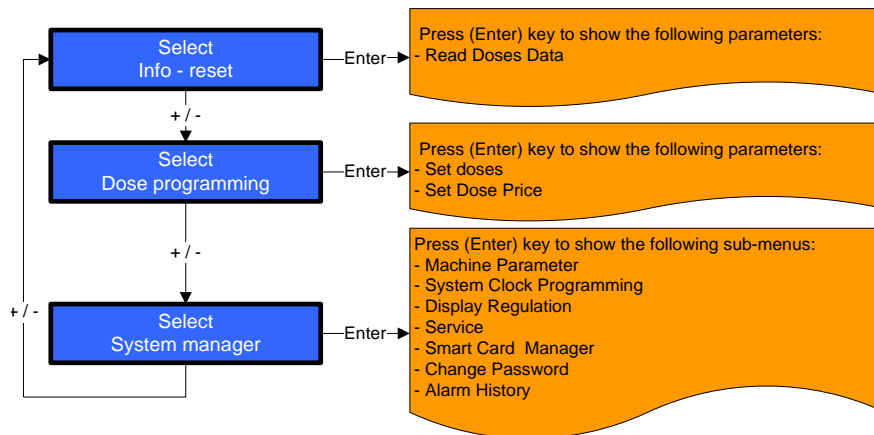 Select
Info - reset
Enter
Press (Enter) key to show the following parameters:
- Read Doses Data
+ / -
Select
Dose programming
Enter
Press (Enter) key to show the following parameters:
- Set doses
- Set Dose Price
+ / -
+ / -
Select
System manager
Enter
Press (Enter) key to show the following sub-menus:
- Machine Parameter
- System Clock Programming
- Display Regulation
- Service
- Smart Card  Manager
- Change Password
- Alarm History